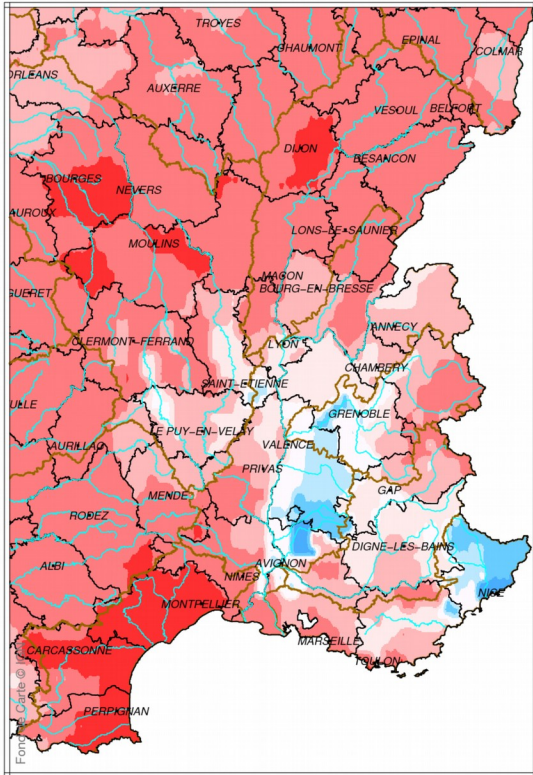 TROYES
EPINAL
CHAUMONT
COLMAR
ORLEANS
AUXERRE
VESOUL
BELFORT
DIJON
BESANCON
BOURGES
NEVERS
AUROUX
LONS-LE-SAUNIER
MOULINS
MACON
BOURG-EN-BRESSE
GUERET
ANNECY
CLERMONT-FERRAND
LYON
CHAMBERY
SAINT-ETIENNE
ULLE
GRENOBLE
LE PUY-EN-VELAY
AURILLAC
VALENCE
PRIVAS
MENDE
GAP
RODEZ
DIGNE-LES-BAINS
ALBI
AVIGNON
NIMES
NICE
MONTPELLIER
MARSEILLE
CARCASSONNE
TOULON
PERPIGNAN
Fond de Carte ©